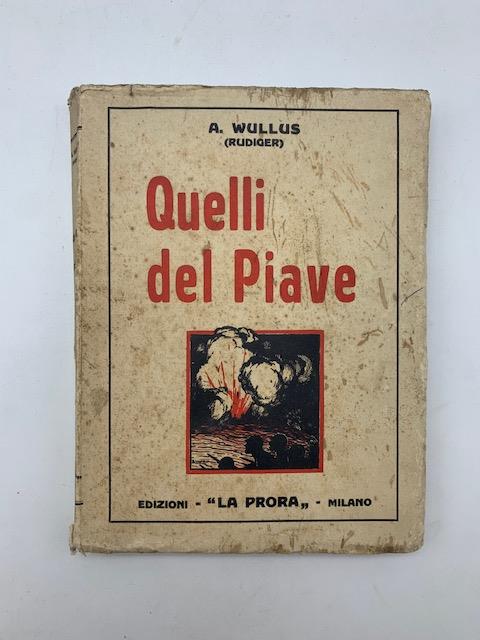 A. WULLUS
(RUDIGER)
Quelli
del Piave
EDIZIONI - "LA PRORA„ - MILANO